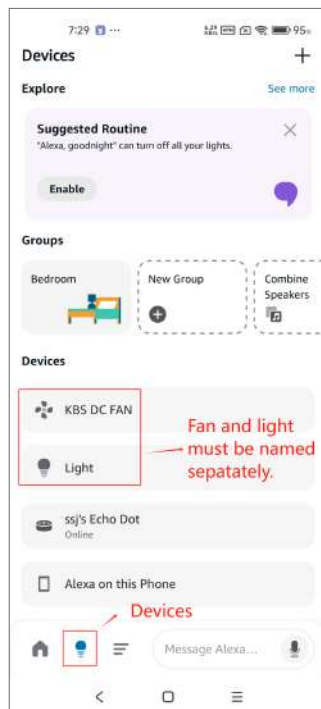 7:29
95
Devices
Explore
See more
Suggested Routine
"Alexa, goodnight" can turn off all your lights.
Enable
Groups
Bedroom
New Group
Combine
Speakers
Devices
KBS DC FAN
Light
Fan and light
must be named
sepatately.
ssj's Echo Dot
Online
Alexa on this Phone
Devices
Message Alexa...